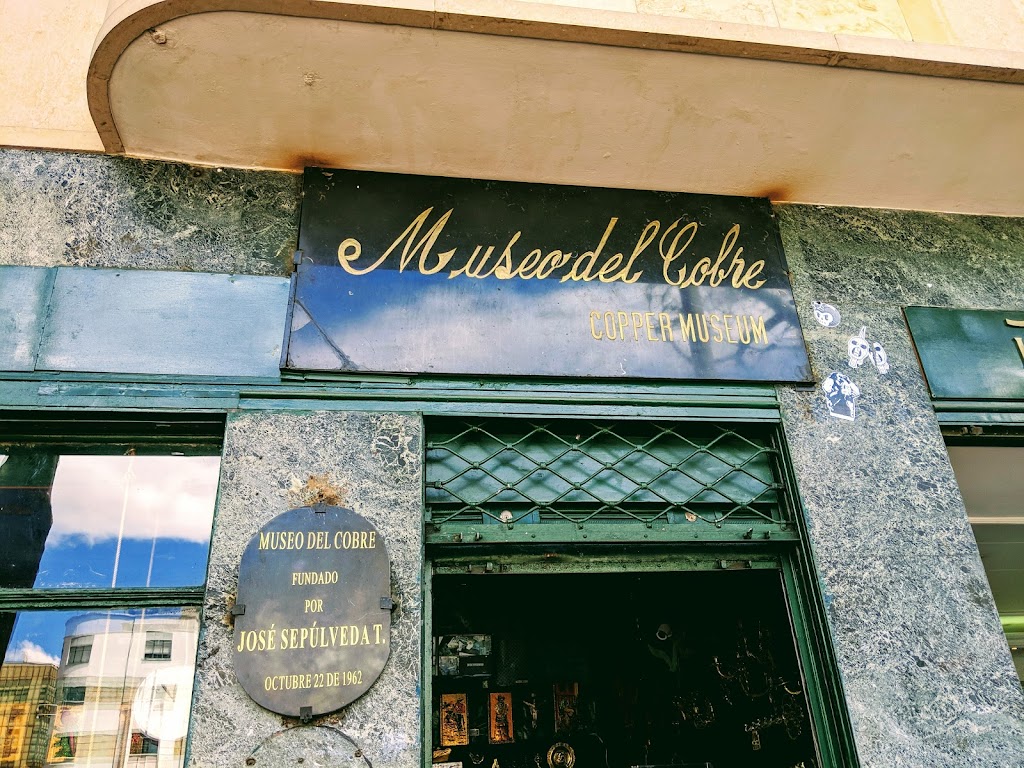 Museo del Cobre
COPPER MUSEUM
MUSEO DEL COBRE
FUNDADO
POR
JOSÉ SEPÚLVEDA T.
OCTUBRE 22 DE 1962